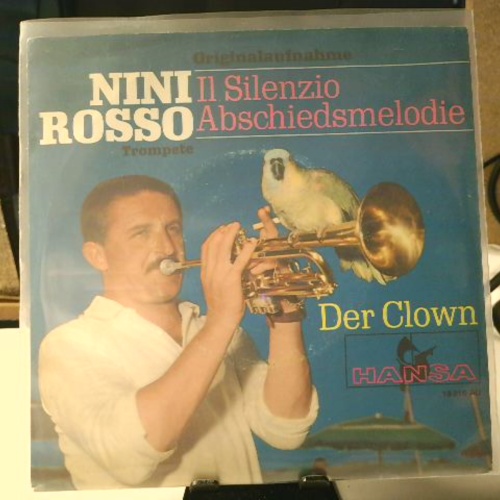 Originalaufnahme
NINI ROSSO
Il Silenzio
Abschiedsmelodie
Trompete
Der Clown
HANSA